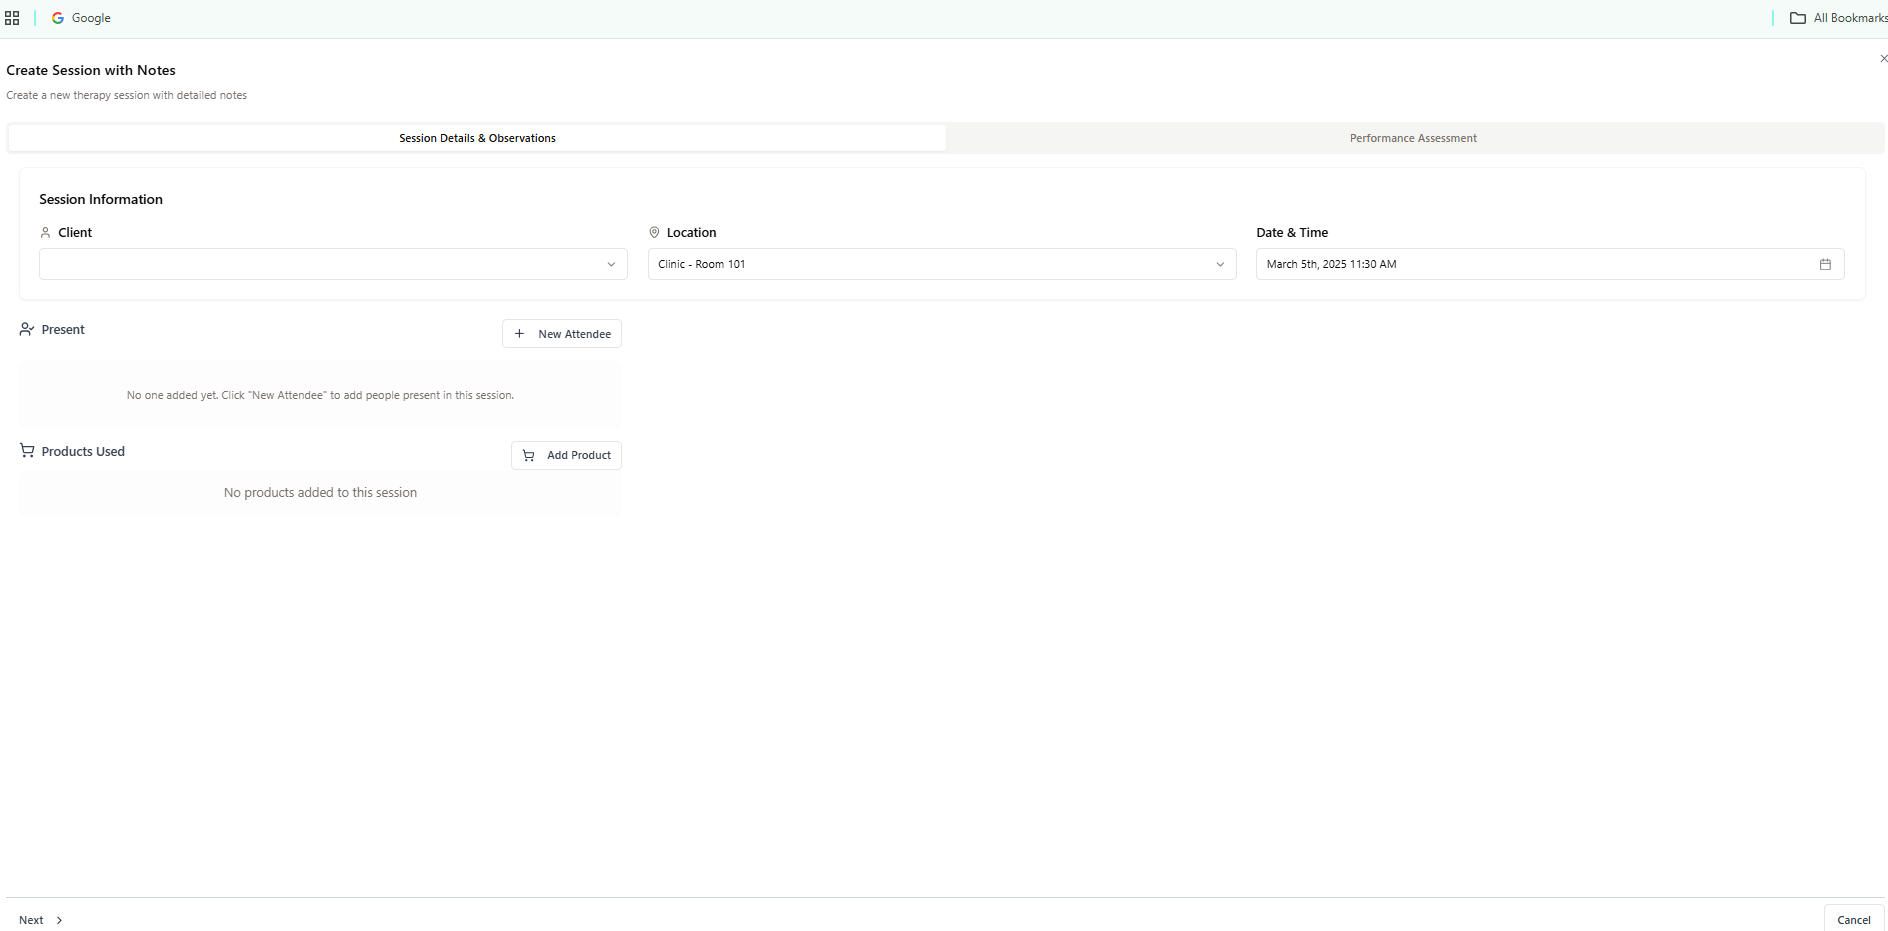 Google
All Bookmarks
Create Session with Notes
Create a new therapy session with detailed notes
Session Details & Observations
Performance Assessment
Session Information
Client
Location
Date & Time
Clinic - Room 101
March 5th, 2025 11:30 AM
Present
New Attendee
No one added yet. Click "New Attendee" to add people present in this session.
Products Used
Add Product
No products added to this session
Next
Cancel